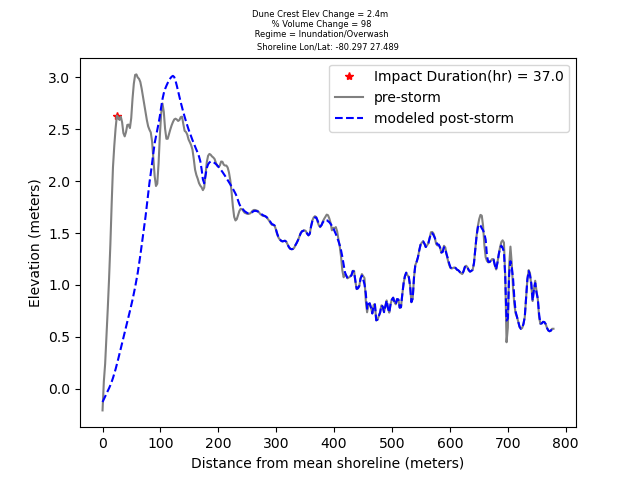 Dune Crest Elev Change = 2.4m
% Volume Change = 98
Regime = Inundation/Overwash
Shoreline Lon/Lat: -80.297 27.489
Impact Duration(hr) = 37.0
pre-storm
modeled post-storm
Elevation (meters)
3.0
2.5
2.0
1.5
1.0
0.5
0.0
0 100 200 300 400 500 600 700 800
Distance from mean shoreline (meters)